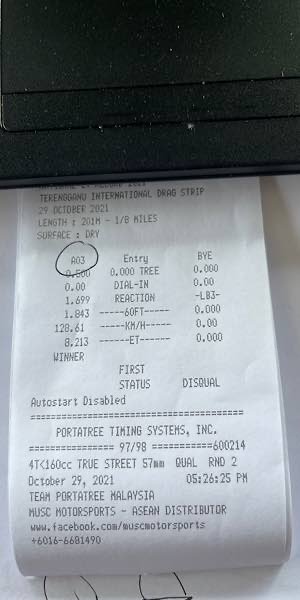 TERENGGANU INTERNATIONAL DRAG STRIP
29 OCTOBER 2021
LENGTH : 201M - 1/8 MILES
SURFACE : DRY
A03 Entry BYE
0.500 0.000 TREE 0.000
0.00 DIAL-IN 0.00
1.699 REACTION -LB3-
1.843 -----60FT----- 0.000
128.61 -----KM/H----- 0.00
8.213 ------ET------ 0.000
WINNER
FIRST
STATUS DISQUAL
Autostart Disabled
========================================
PORTATREE TIMING SYSTEMS, INC.
================ 97/98 ===========600214
4T<160cc TRUE STREET 57mm QUAL RND 2
October 29, 2021 05:26:25 PM
TEAM PORTATREE MALAYSIA
MUSC MOTORSPORTS - ASEAN DISTRIBUTOR
www.facebook.com/muscmotorsports
+6016-6681490